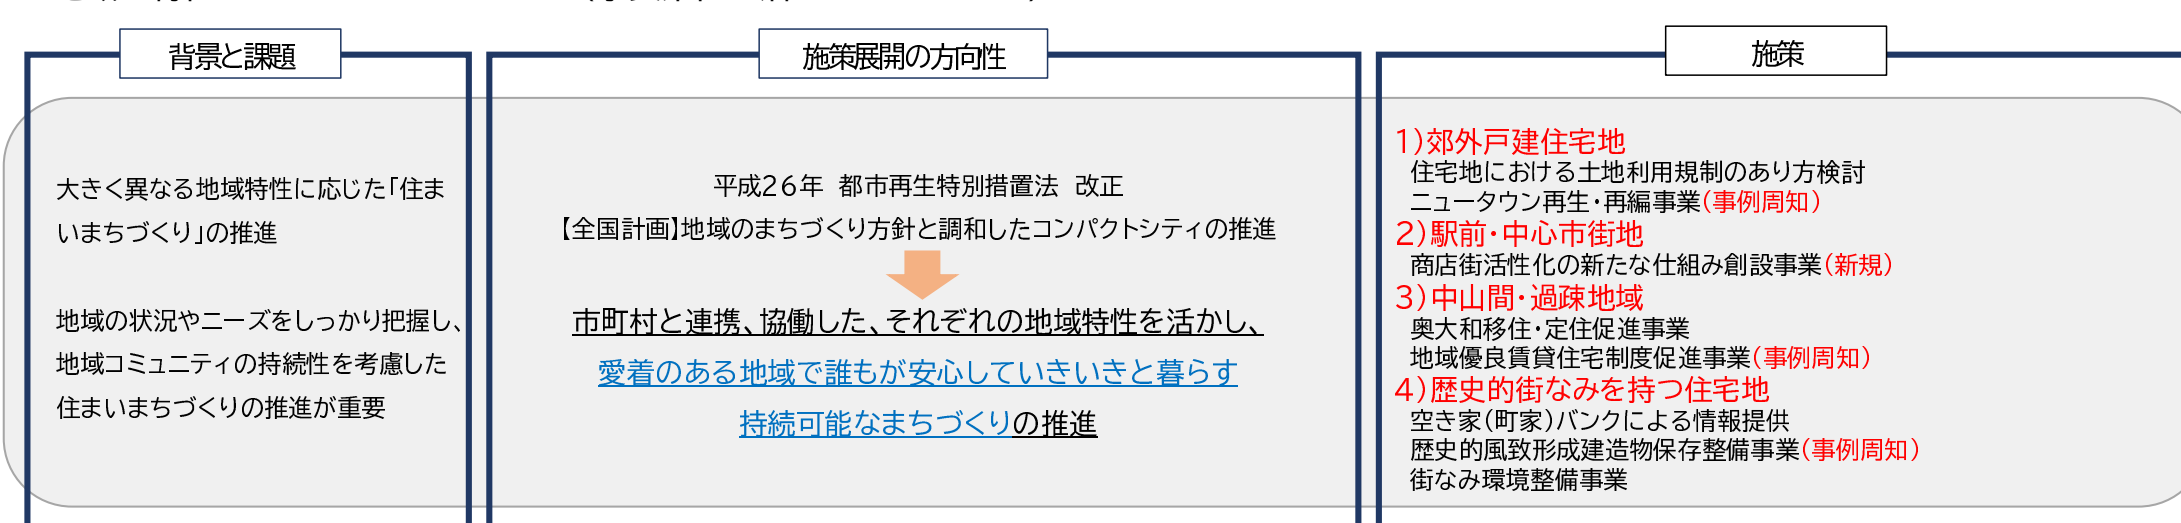 背景と課題
大きく異なる地域特性に応じた「住ま
いまちづくり」の推進
地域の状況やニーズをしっかり把握し、
地域コミュニティの持続性を考慮した
住まいまちづくりの推進が重要
施策展開の方向性
平成26年　都市再生特別措置法　改正
【全国計画】地域のまちづくり方針と調和したコンパクトシティの推進
市町村と連携、協働した、それぞれの地域特性を活かし、
愛着のある地域で誰もが安心していきいきと暮らす
持続可能なまちづくりの推進
施策
1）郊外戸建住宅地
住宅地における土地利用規制のあり方検討
ニュータウン再生・再編事業（事例周知）
2）駅前・中心市街地
商店街活性化の新たな仕組み創設事業（新規）
3）中山間・過疎地域
奥大和移住・定住促進事業
地域優良賃貸住宅制度促進事業（事例周知）
4）歴史的街なみを持つ住宅地
空き家（町家）バンクによる情報提供
歴史的風致形成建造物保存整備事業（事例周知）
街なみ環境整備事業